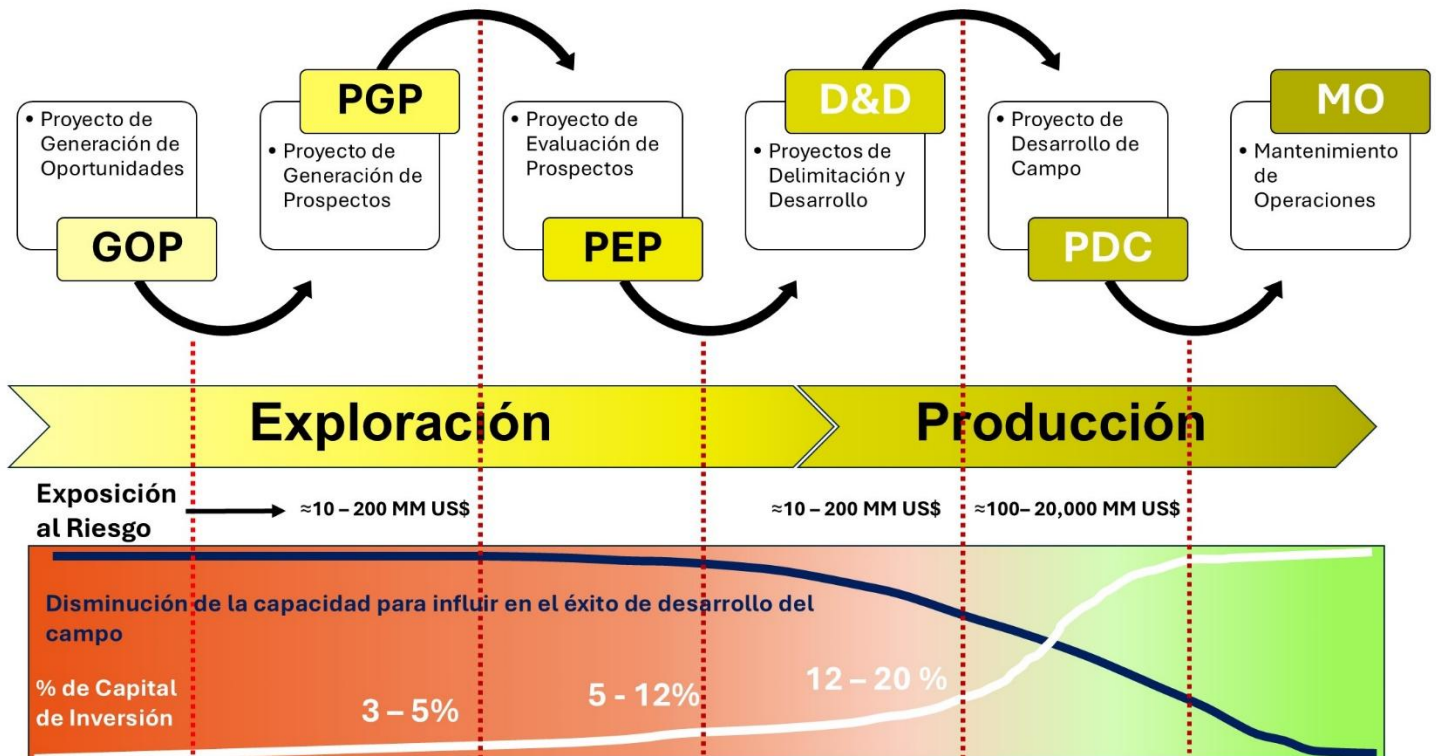 • Proyecto de
Generación de
Oportunidades
GOP
PGP
• Proyecto de
Generación de
Prospectos
• Proyecto de
Evaluación de
Prospectos
PEP
D&D
• Proyectos de
Delimitación y
Desarrollo
• Proyecto de
Desarrollo de
Campo
PDC
MO
• Mantenimiento
de
Operaciones
Exploración
Producción
Exposición
al Riesgo
≈10 – 200 MM US$
≈10 – 200 MM US$
≈100– 20,000 MM US$
Disminución de la capacidad para influir en el éxito de desarrollo del
campo
% de Capital
de Inversión
3 – 5%
5 - 12%
12 – 20 %